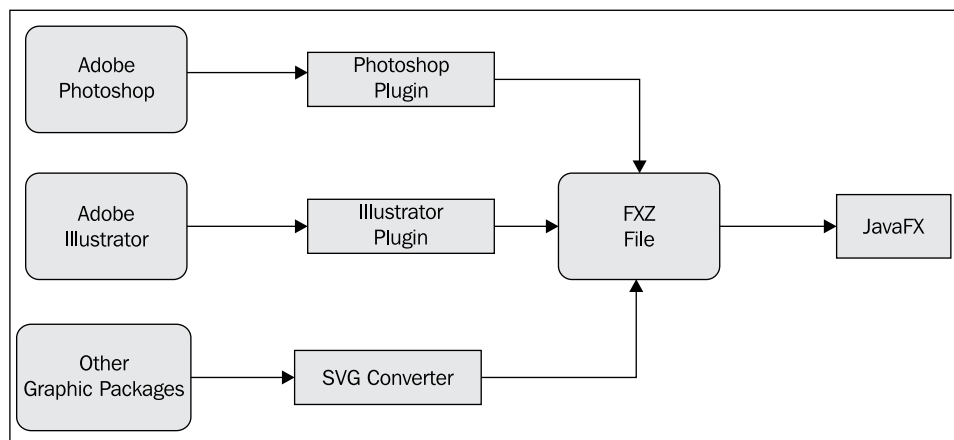 Adobe
Photoshop
Photoshop
Plugin
Adobe
Illustrator
Illustrator
Plugin
FXZ
File
JavaFX
Other
Graphic Packages
SVG Converter